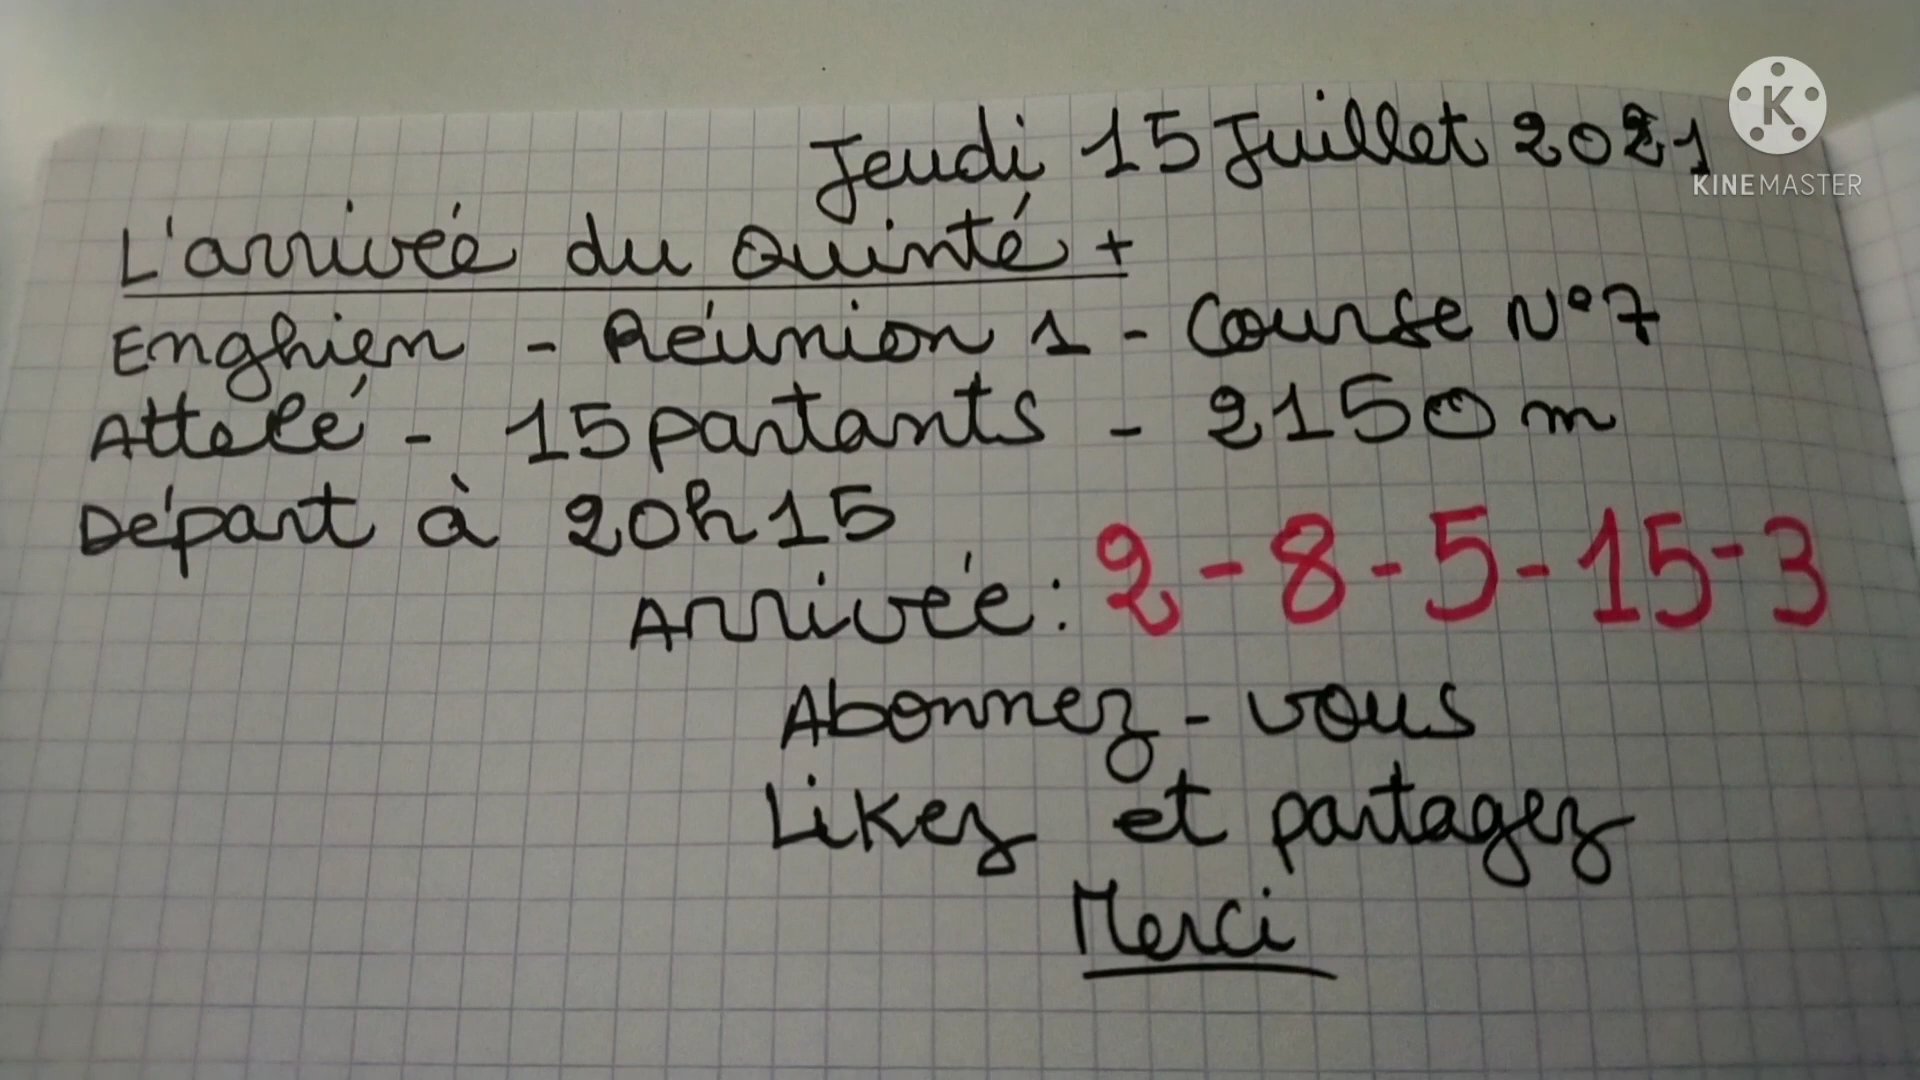 Jeudi 15 Juillet 2021
KINEMASTER
L'arrivée du Quinté +
Enghien - Réunion 1 - Course N°7
Attelé - 15 partants - 2150 m
Départ à 20h15
Arrivée : 2 - 8 - 5 - 15 - 3
Abonnez - vous
Likez et partagez
Merci